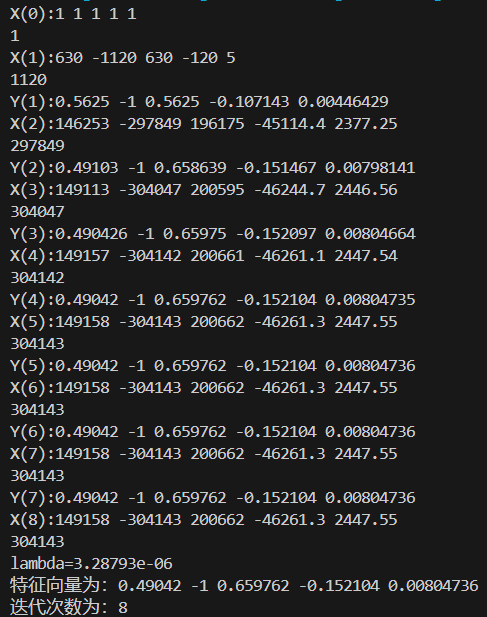 X(0):1 1 1 1 1
1
X(1):630 -1120 630 -120 5
1120
Y(1):0.5625 -1 0.5625 -0.107143 0.00446429
X(2):146253 -297849 196175 -45114.4 2377.25
297849
Y(2):0.49103 -1 0.658639 -0.151467 0.00798141
X(3):149113 -304047 200595 -46244.7 2446.56
304047
Y(3):0.490426 -1 0.65975 -0.152097 0.00804664
X(4):149157 -304142 200661 -46261.1 2447.54
304142
Y(4):0.49042 -1 0.659762 -0.152104 0.00804735
X(5):149158 -304143 200662 -46261.3 2447.55
304143
Y(5):0.49042 -1 0.659762 -0.152104 0.00804736
X(6):149158 -304143 200662 -46261.3 2447.55
304143
Y(6):0.49042 -1 0.659762 -0.152104 0.00804736
X(7):149158 -304143 200662 -46261.3 2447.55
304143
Y(7):0.49042 -1 0.659762 -0.152104 0.00804736
X(8):149158 -304143 200662 -46261.3 2447.55
304143
lambda=3.28793e-06
特征向量为: 0.49042 -1 0.659762 -0.152104 0.00804736
迭代次数为: 8